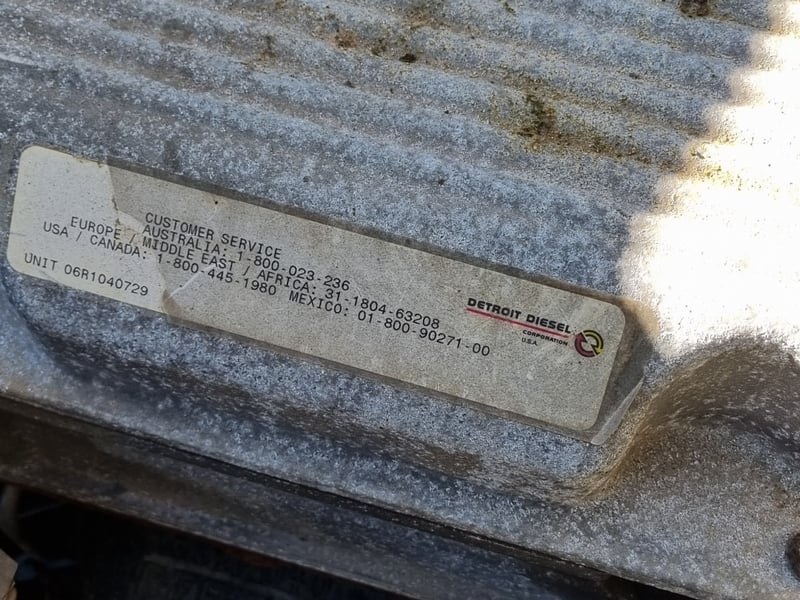 CUSTOMER SERVICE
AUSTRALIA: 1-800-023-236
EUROPE / MIDDLE EAST / AFRICA: 31-1804-63208
USA / CANADA: 1-800-445-1980 MEXICO: 01-800-90271-00
UNIT 06R1040729
DETROIT DIESEL
CORPORATION
U.S.A.